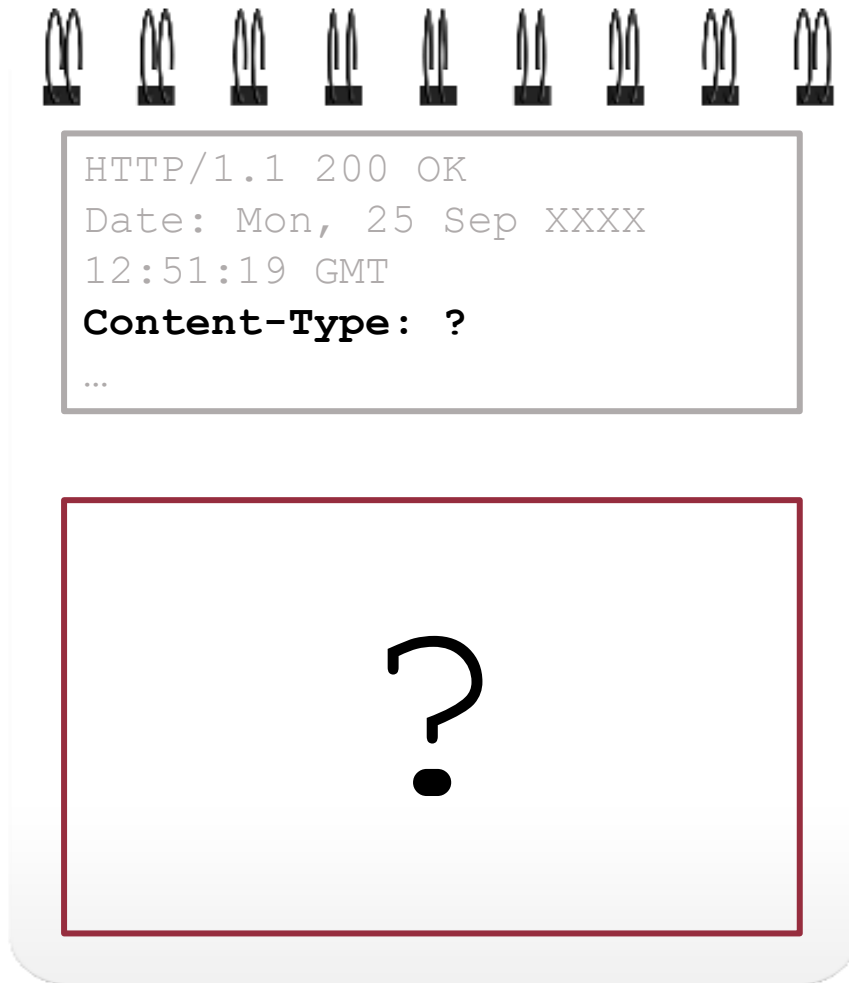 HTTP/1.1 200 OK
Date: Mon, 25 Sep XXXX
12:51:19 GMT
Content-Type: ?
…
?